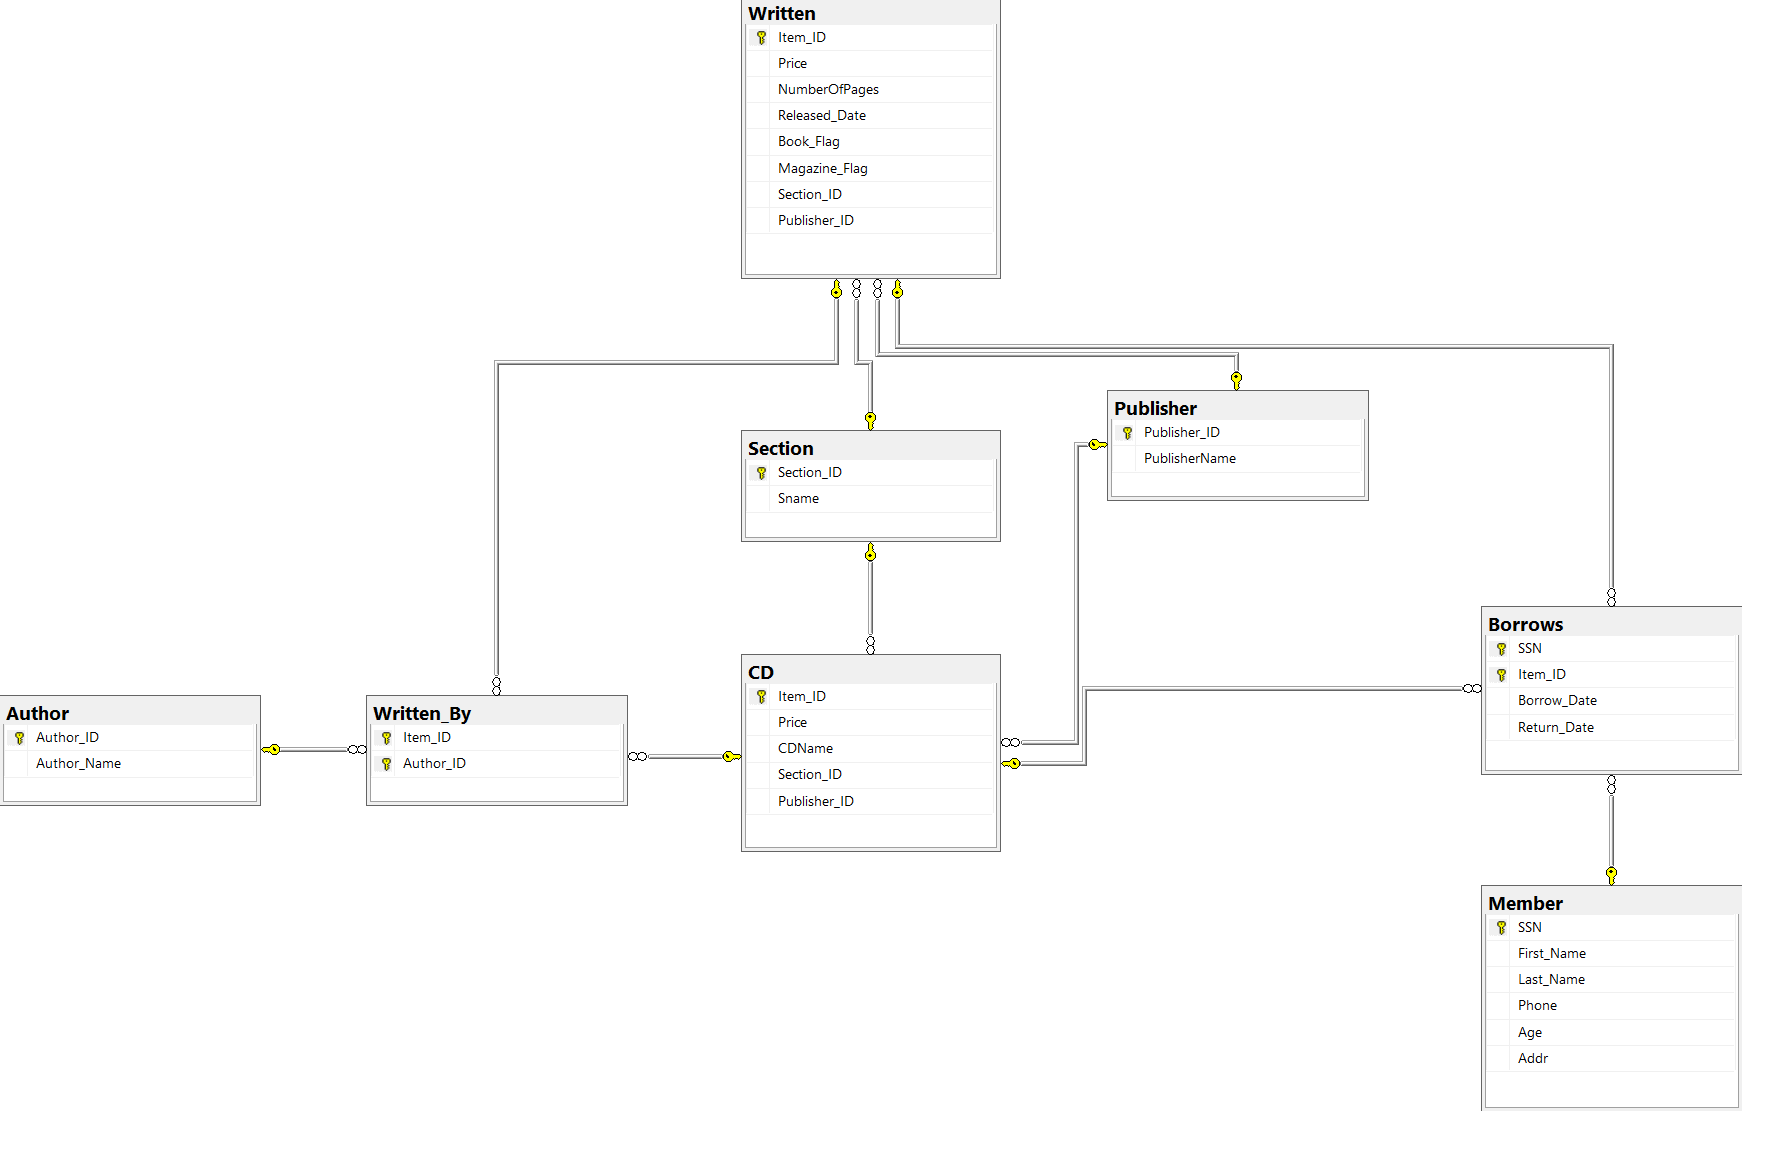 Written
Item_ID
Price
NumberOfPages
Released_Date
Book_Flag
Magazine_Flag
Section_ID
Publisher_ID
Publisher
Publisher_ID
PublisherName
Section
Section_ID
Sname
Borrows
SSN
Item_ID
Borrow_Date
Return_Date
CD
Item_ID
Price
CDName
Section_ID
Publisher_ID
Author
Author_ID
Author_Name
Written_By
Item_ID
Author_ID
Member
SSN
First_Name
Last_Name
Phone
Age
Addr